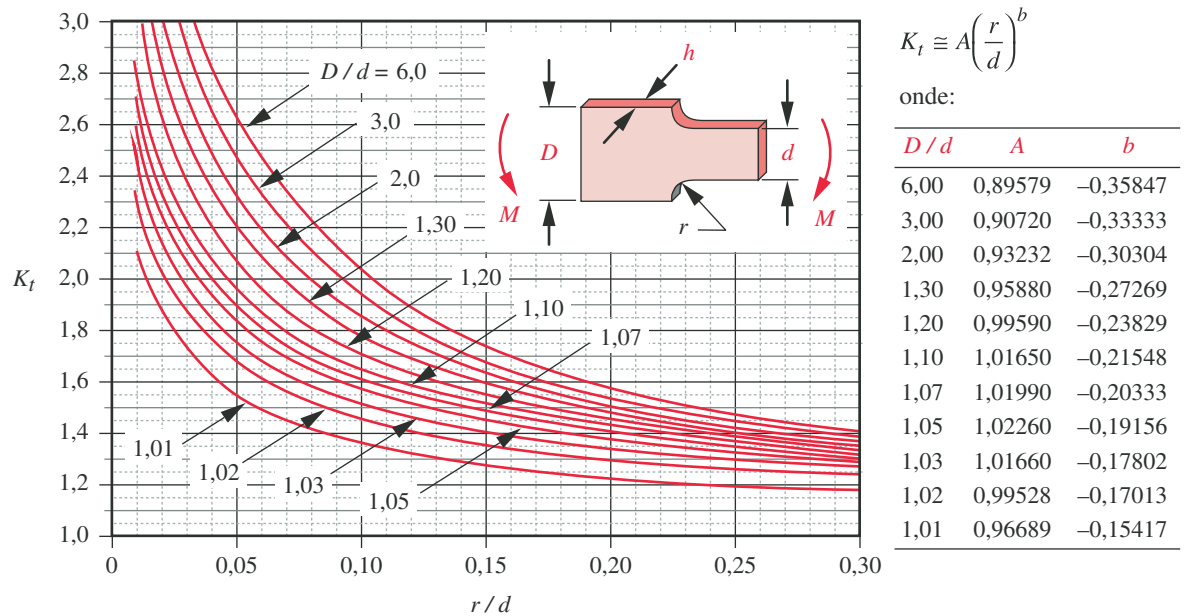 3,0
2,8
2,6
2,4
2,2
2,0
1,8
1,6
1,4
1,2
1,0
K_t
0
0,05
0,10
0,15
0,20
0,25
0,30
r / d
D / d = 6,0
3,0
2,0
1,30
1,20
1,10
1,07
1,01
1,02
1,03
1,05
h
D
d
M
r
M
K_t ≅ A(r/d)^b
onde:
D / d A b
6,00 0,89579 –0,35847
3,00 0,90720 –0,33333
2,00 0,93232 –0,30304
1,30 0,95880 –0,27269
1,20 0,99590 –0,23829
1,10 1,01650 –0,21548
1,07 1,01990 –0,20333
1,05 1,02260 –0,19156
1,03 1,01660 –0,17802
1,02 0,99528 –0,17013
1,01 0,96689 –0,15417